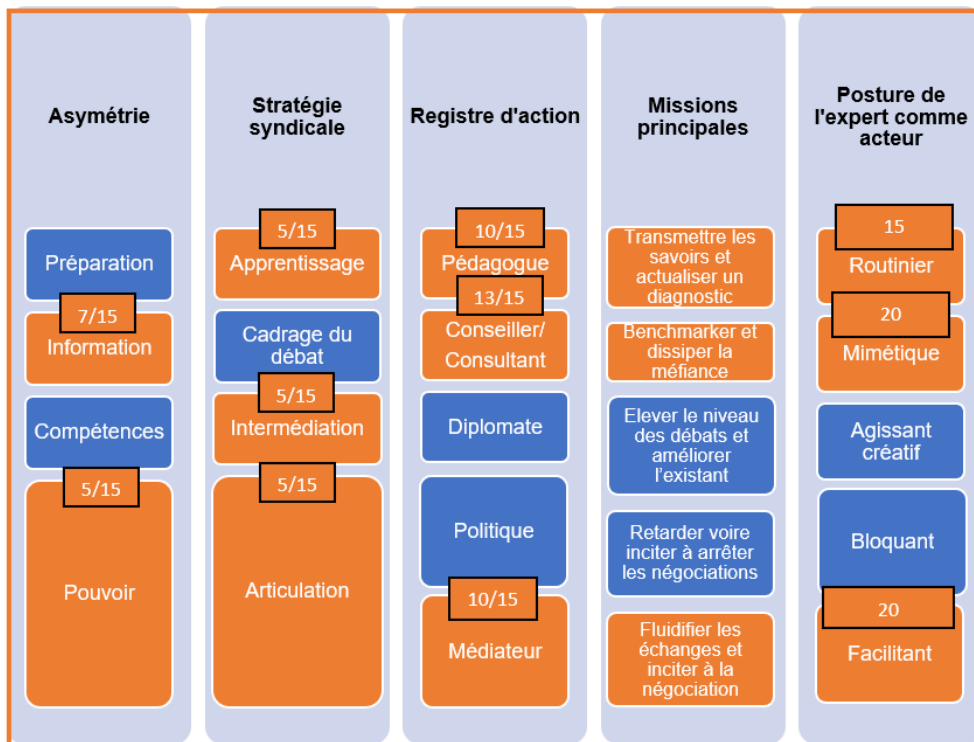 Asymétrie
Préparation
7/15
Information
Compétences
5/15
Pouvoir
Stratégie
syndicale
5/15
Apprentissage
Cadrage du
débat
5/15
Intermédiation
5/15
Articulation
Registre d'action
10/15
Pédagogue
13/15
Conseiller/
Consultant
Diplomate
Politique
10/15
Médiateur
Missions
principales
Transmettre les
savoirs et
actualiser un
diagnostic
Benchmarker et
dissiper la
méfiance
Elever le niveau
des débats et
améliorer
l'existant
Retarder voire
inciter à arrêter
les négociations
Fluidifier les
échanges et
inciter à la
négociation
Posture de
l'expert comme
acteur
15
Routinier
20
Mimétique
Agissant
créatif
Bloquant
20
Facilitant